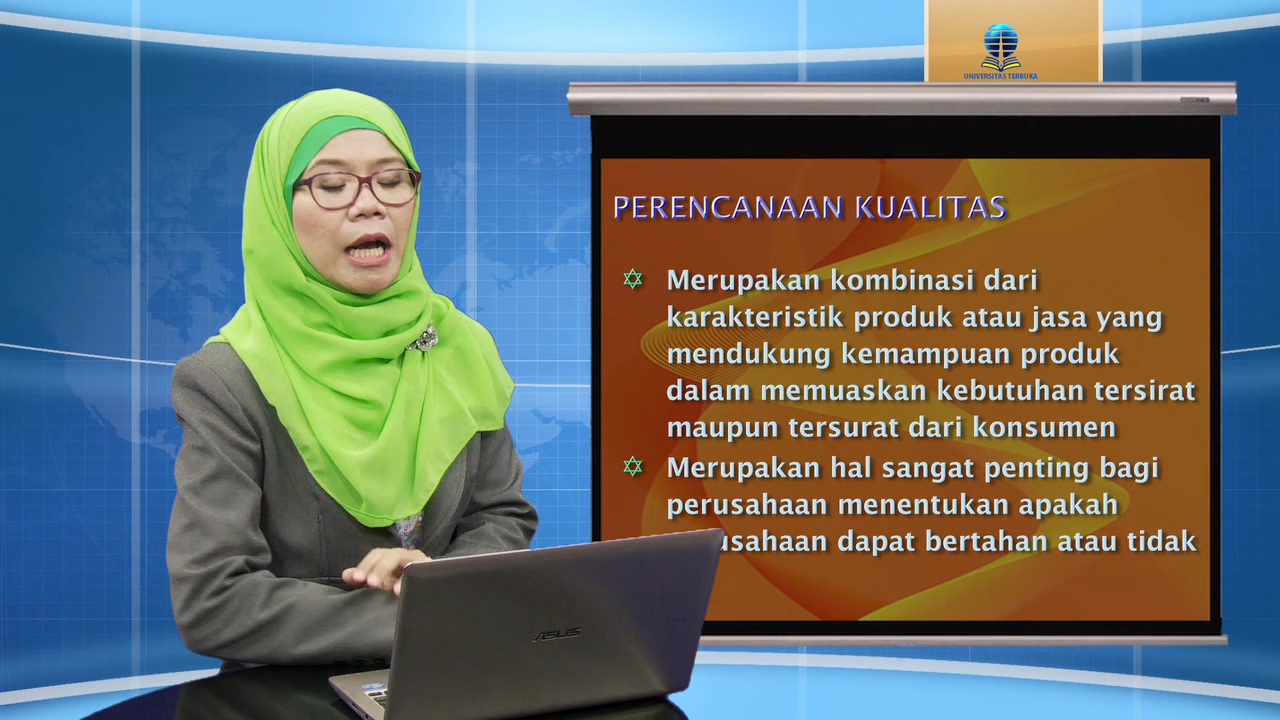 UNIVERSITAS TERBUKA
PERENCANAAN KUALITAS
Merupakan kombinasi dari
karakteristik produk atau jasa yang
mendukung kemampuan produk
dalam memuaskan kebutuhan tersirat
maupun tersurat dari konsumen
Merupakan hal sangat penting bagi
perusahaan menentukan apakah
usahaan dapat bertahan atau tidak
ASUS